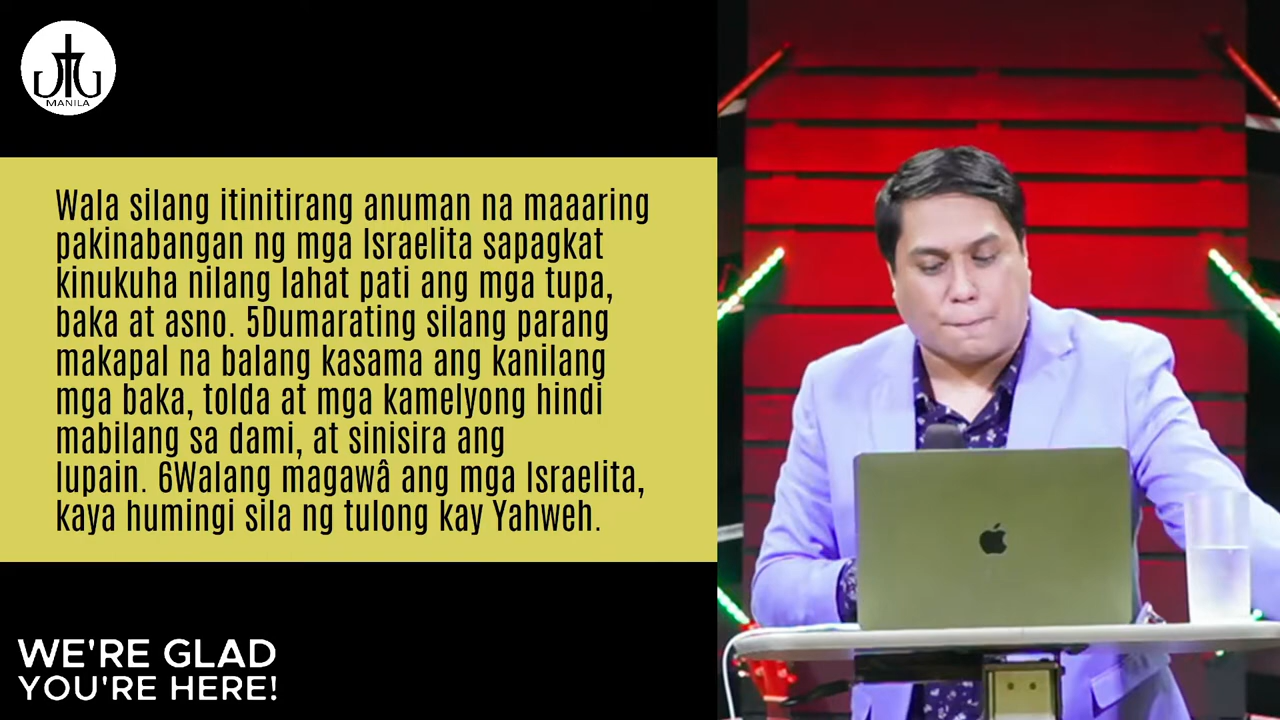 MANILA
Wala silang itinitirang anuman na maaaring
pakinabangan ng mga Israelita sapagkat
kinukuha nilang lahat pati ang mga tupa,
baka at asno. 5Dumarating silang parang
makapal na balang kasama ang kanilang
mga baka, tolda at mga kamelyong hindi
mabilang sa dami, at sinisira ang
lupain. 6Walang magawâ ang mga Israelita,
kaya humingi sila ng tulong kay Yahweh.
WE'RE GLAD
YOU'RE HERE!